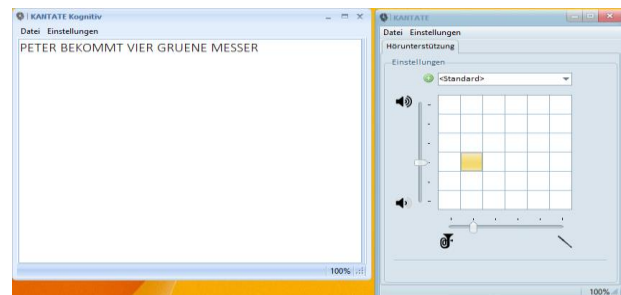 KANTATE Kognitiv
Datei Einstellungen
PETER BEKOMMT VIER GRUENE MESSER
100%
KANTATE
Datei Einstellungen
Hörunterstützung
Einstellungen
<Standard>
100%